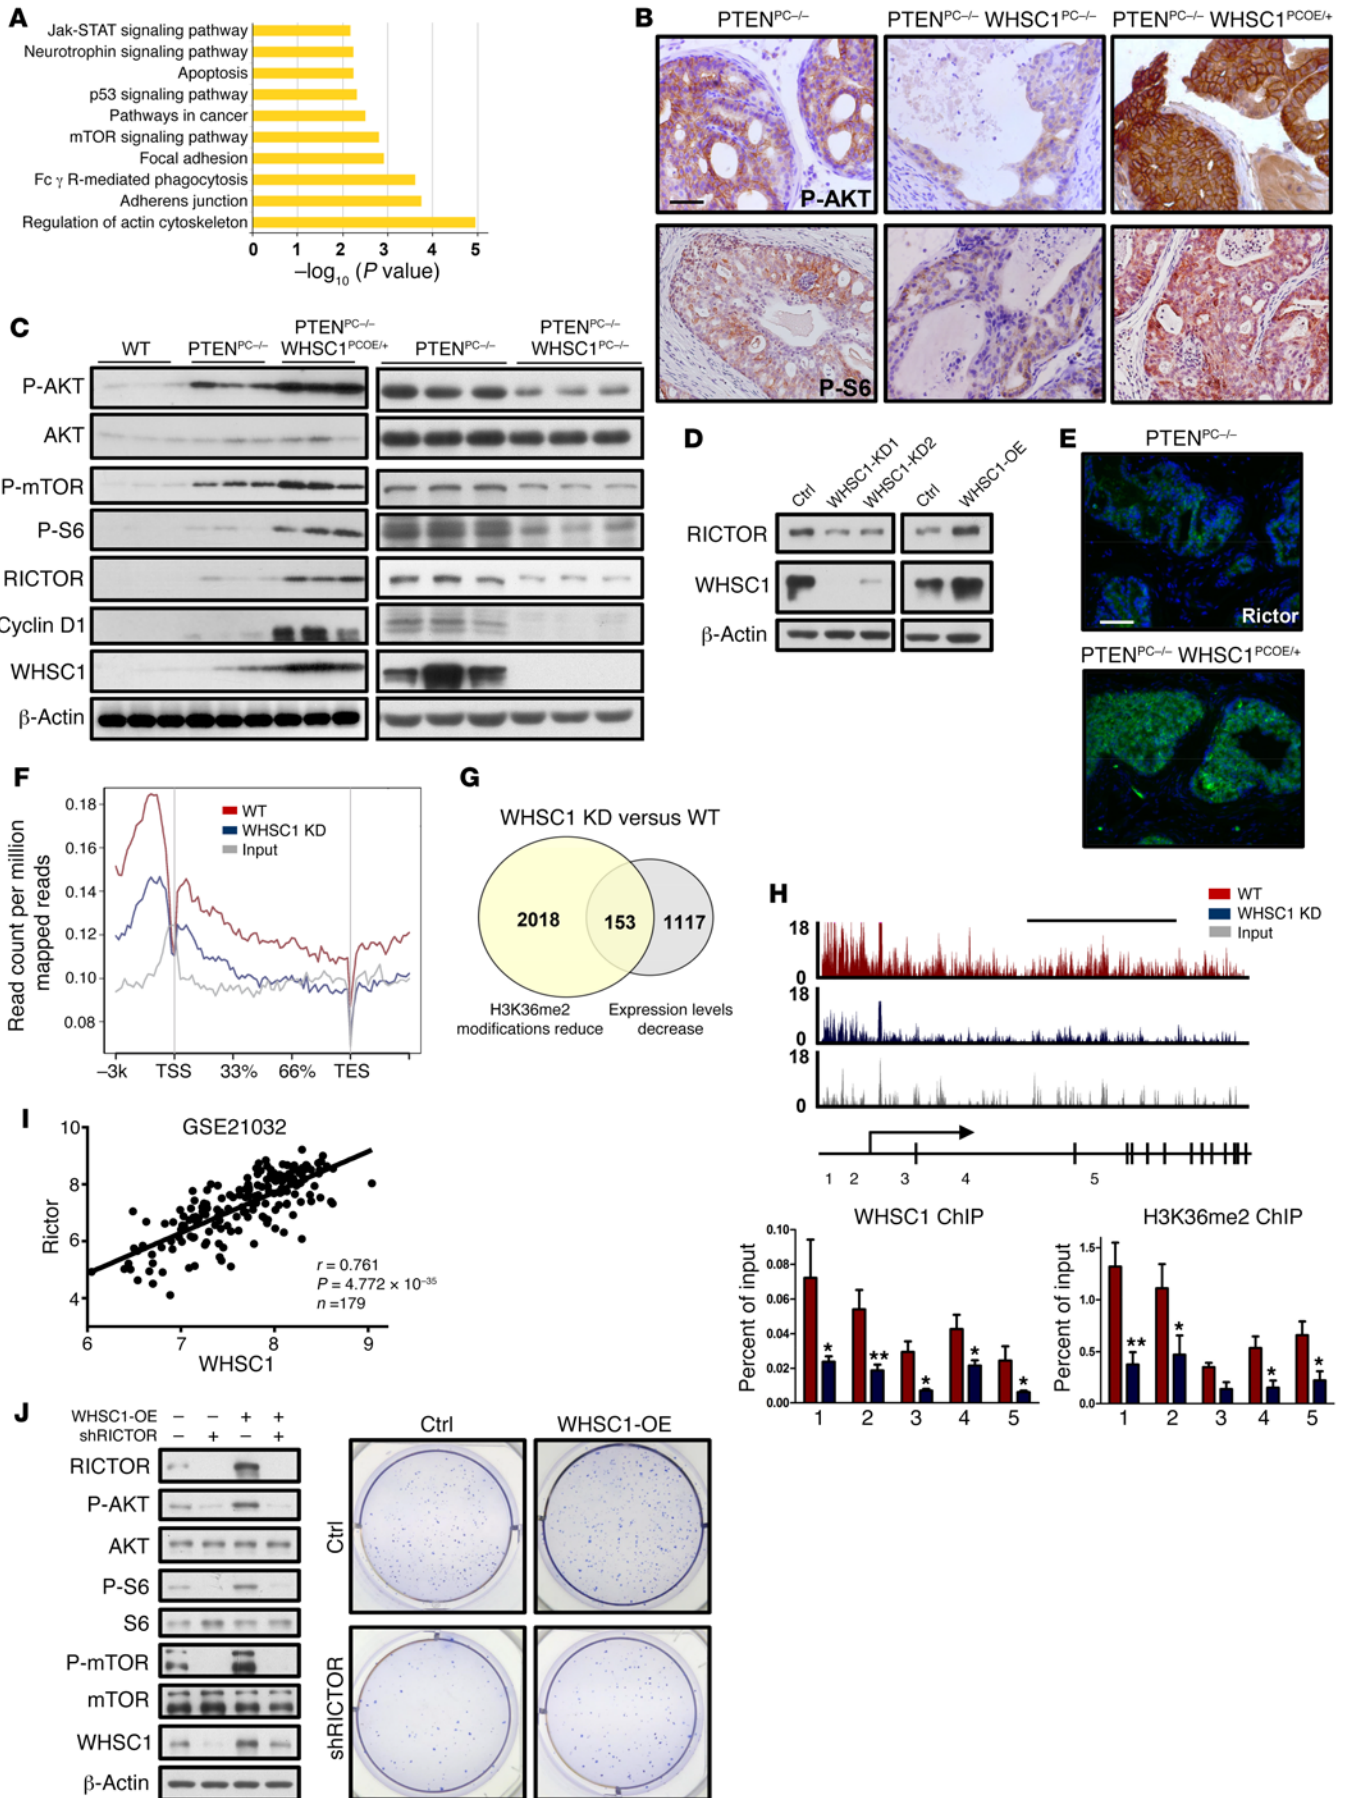 A
Jak-STAT signaling pathway
Neurotrophin signaling pathway
Apoptosis
p53 signaling pathway
Pathways in cancer
mTOR signaling pathway
Focal adhesion
Fc γ R-mediated phagocytosis
Adherens junction
Regulation of actin cytoskeleton
0 1 2 3 4 5
–log10 (P value)
B
PTENPC–/– PTENPC–/– WHSC1PC–/– PTENPC–/– WHSC1PCOE/+
P-AKT
P-S6
C
WT PTENPC–/– PTENPC–/– WHSC1PCOE/+ PTENPC–/– PTENPC–/– WHSC1PC–/–
P-AKT
AKT
P-mTOR
P-S6
RICTOR
Cyclin D1
WHSC1
β-Actin
D
Ctrl WHSC1-KD1 WHSC1-KD2 Ctrl WHSC1-OE
RICTOR
WHSC1
β-Actin
E
PTENPC–/–
Rictor
PTENPC–/– WHSC1PCOE/+
F
Read count per million
mapped reads
0.18
0.16
0.14
0.12
0.10
0.08
WT
WHSC1 KD
Input
–3k TSS 33% 66% TES
G
WHSC1 KD versus WT
2018 153 1117
H3K36me2
modifications reduce
Expression levels
decrease
H
WT
WHSC1 KD
Input
18
0
18
0
18
0
1 2 3 4 5
WHSC1 ChIP
Percent of input
0.10
0.08
0.06
0.04
0.02
0.00
* ** * * *
1 2 3 4 5
H3K36me2 ChIP
Percent of input
1.5
1.0
0.5
0.0
** * * *
1 2 3 4 5
I
GSE21032
Rictor
10
8
6
4
r = 0.761
P = 4.772 × 10–35
n =179
6 7 8 9
WHSC1
J
WHSC1-OE – – + +
shRICTOR – + – +
RICTOR
P-AKT
AKT
P-S6
S6
P-mTOR
mTOR
WHSC1
β-Actin
Ctrl WHSC1-OE
Ctrl
shRICTOR